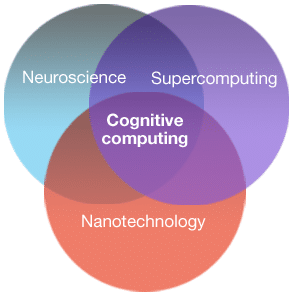 Neuroscience
Supercomputing
Cognitive
computing
Nanotechnology